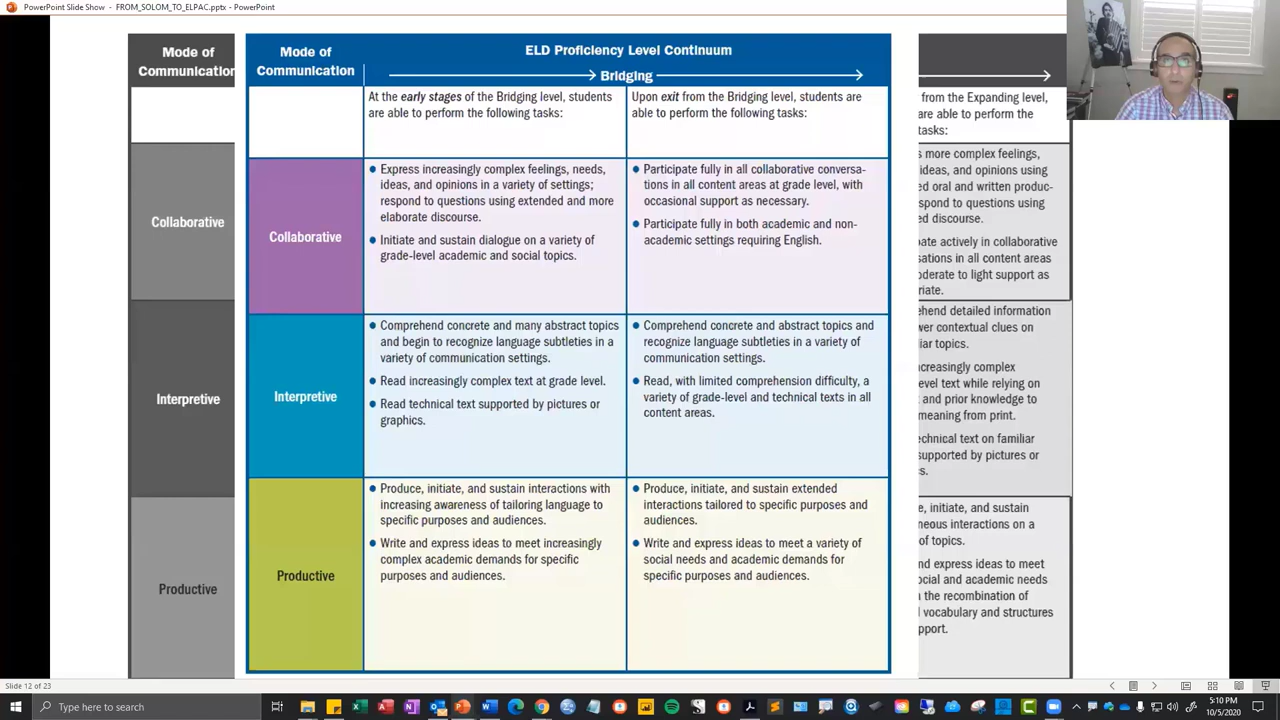 PowerPoint Slide Show - FROM_SOLOM_TO_ELPAC.pptx - PowerPoint
Mode of
Communication
Collaborative
Interpretive
Productive
Mode of
Communication
ELD Proficiency Level Continuum
Bridging
At the early stages of the Bridging level, students
are able to perform the following tasks:
Upon exit from the Bridging level, students are
able to perform the following tasks:
Collaborative
● Express increasingly complex feelings, needs,
ideas, and opinions in a variety of settings;
respond to questions using extended and more
elaborate discourse.
● Initiate and sustain dialogue on a variety of
grade-level academic and social topics.
● Participate fully in all collaborative conversa-
tions in all content areas at grade level, with
occasional support as necessary.
● Participate fully in both academic and non-
academic settings requiring English.
Interpretive
● Comprehend concrete and many abstract topics
and begin to recognize language subtleties in a
variety of communication settings.
● Read increasingly complex text at grade level.
● Read technical text supported by pictures or
graphics.
● Comprehend concrete and abstract topics and
recognize language subtleties in a variety of
communication settings.
● Read, with limited comprehension difficulty, a
variety of grade-level and technical texts in all
content areas.
Productive
● Produce, initiate, and sustain interactions with
increasing awareness of tailoring language to
specific purposes and audiences.
● Write and express ideas to meet increasingly
complex academic demands for specific
purposes and audiences.
● Produce, initiate, and sustain extended
interactions tailored to specific purposes and
audiences.
● Write and express ideas to meet a variety of
social needs and academic demands for
specific purposes and audiences.
from the Expanding level,
are able to perform the
tasks:
s more complex feelings,
ideas, and opinions using
ed oral and written produc-
spond to questions using
ed discourse.
pate actively in collaborative
sations in all content areas
oderate to light support as
riate.
hend detailed information
wer contextual clues on
iar topics.
ncreasingly complex
level text while relying on
t and prior knowledge to
meaning from print.
echnical text on familiar
supported by pictures or
s.
e, initiate, and sustain
neous interactions on a
of topics.
and express ideas to meet
ocial and academic needs
h the recombination of
d vocabulary and structures
pport.
Slide 12 of 23
Type here to search
5:10 PM
10/5/2020